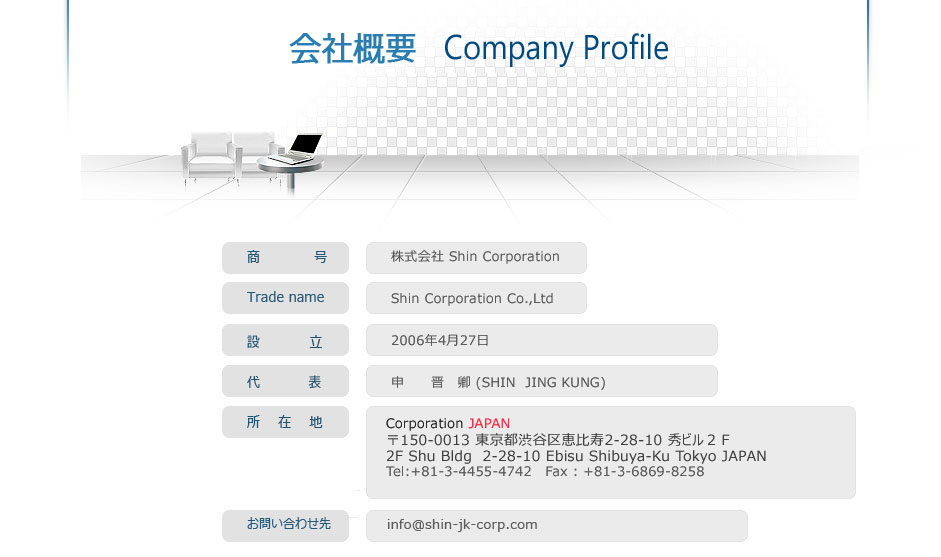 会社概要 Company Profile
商 号 株式会社 Shin Corporation
Trade name Shin Corporation Co.,Ltd
設 立 2006年4月27日
代 表 申 晋 卿 (SHIN JING KUNG)
所 在 地 Corporation JAPAN
〒150-0013 東京都渋谷区恵比寿2-28-10 秀ビル２Ｆ
2F Shu Bldg 2-28-10 Ebisu Shibuya-Ku Tokyo JAPAN
Tel:+81-3-4455-4742 Fax : +81-3-6869-8258
お問い合わせ先 info@shin-jk-corp.com